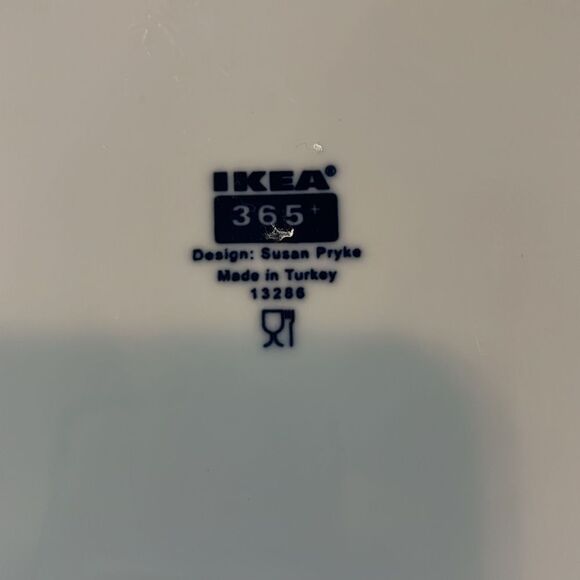 IKEA®
365+
Design: Susan Pryke
Made in Turkey
13286